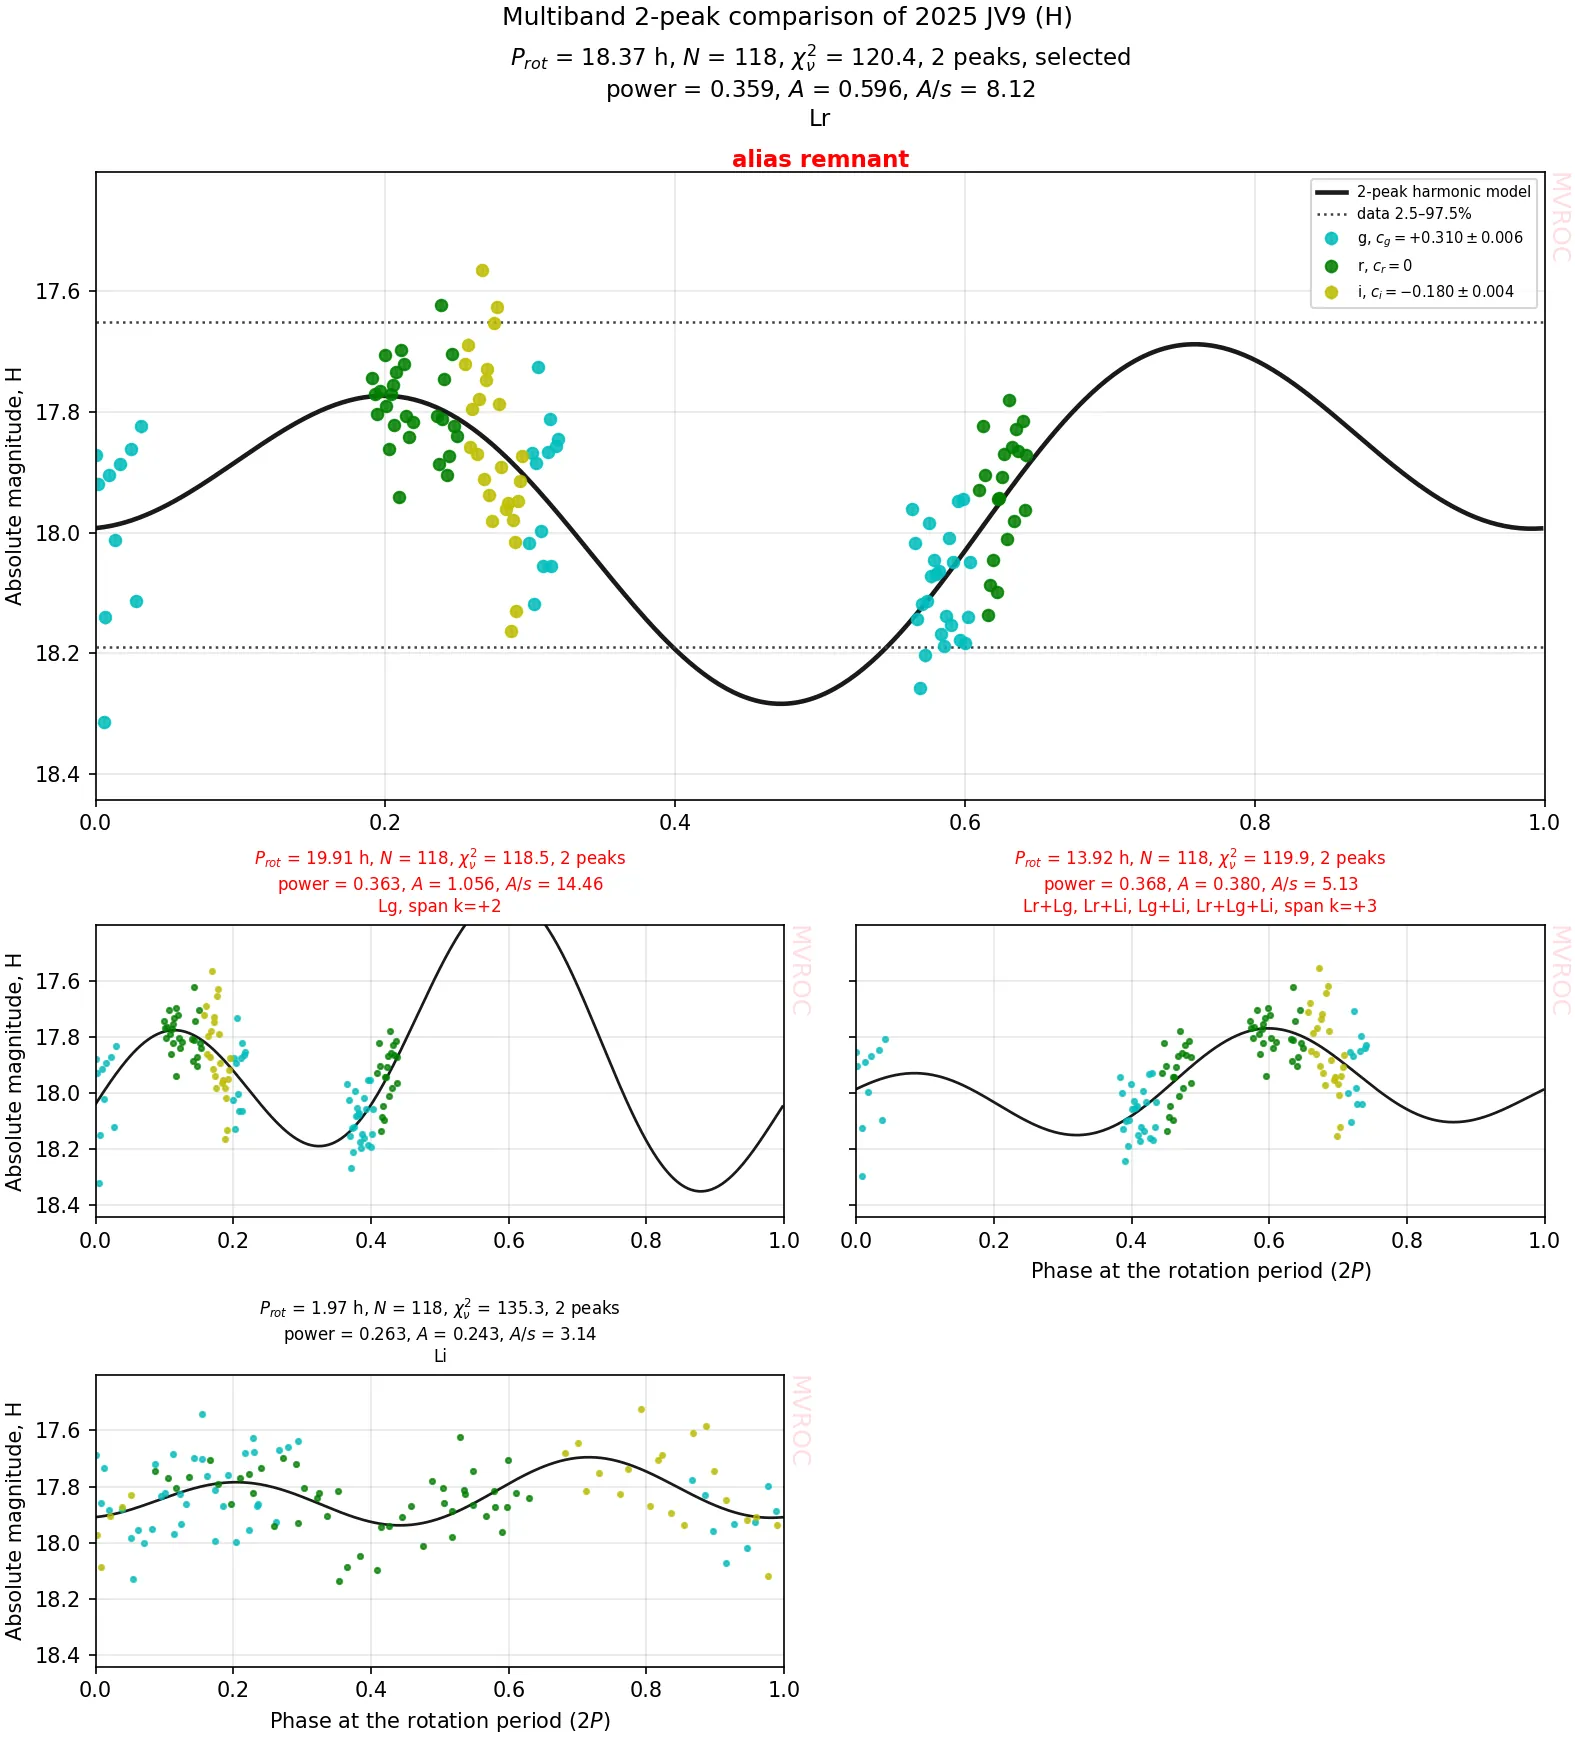 Multiband 2-peak comparison of 2025 JV9 (H)
P_rot = 18.37 h, N = 118, χ²_ν = 120.4, 2 peaks, selected
power = 0.359, A = 0.596, A/s = 8.12
Lr
alias remnant
2-peak harmonic model
data 2.5–97.5%
g, c_g = +0.310 ± 0.006
r, c_r = 0
i, c_i = −0.180 ± 0.004
MVROC
Absolute magnitude, H
17.6
17.8
18.0
18.2
18.4
0.0 0.2 0.4 0.6 0.8 1.0
P_rot = 19.91 h, N = 118, χ²_ν = 118.5, 2 peaks
power = 0.363, A = 1.056, A/s = 14.46
Lg, span k=+2
MVROC
Absolute magnitude, H
17.6
17.8
18.0
18.2
18.4
0.0 0.2 0.4 0.6 0.8 1.0
P_rot = 13.92 h, N = 118, χ²_ν = 119.9, 2 peaks
power = 0.368, A = 0.380, A/s = 5.13
Lr+Lg, Lr+Li, Lg+Li, Lr+Lg+Li, span k=+3
MVROC
0.0 0.2 0.4 0.6 0.8 1.0
Phase at the rotation period (2P)
P_rot = 1.97 h, N = 118, χ²_ν = 135.3, 2 peaks
power = 0.263, A = 0.243, A/s = 3.14
Li
MVROC
Absolute magnitude, H
17.6
17.8
18.0
18.2
18.4
0.0 0.2 0.4 0.6 0.8 1.0
Phase at the rotation period (2P)